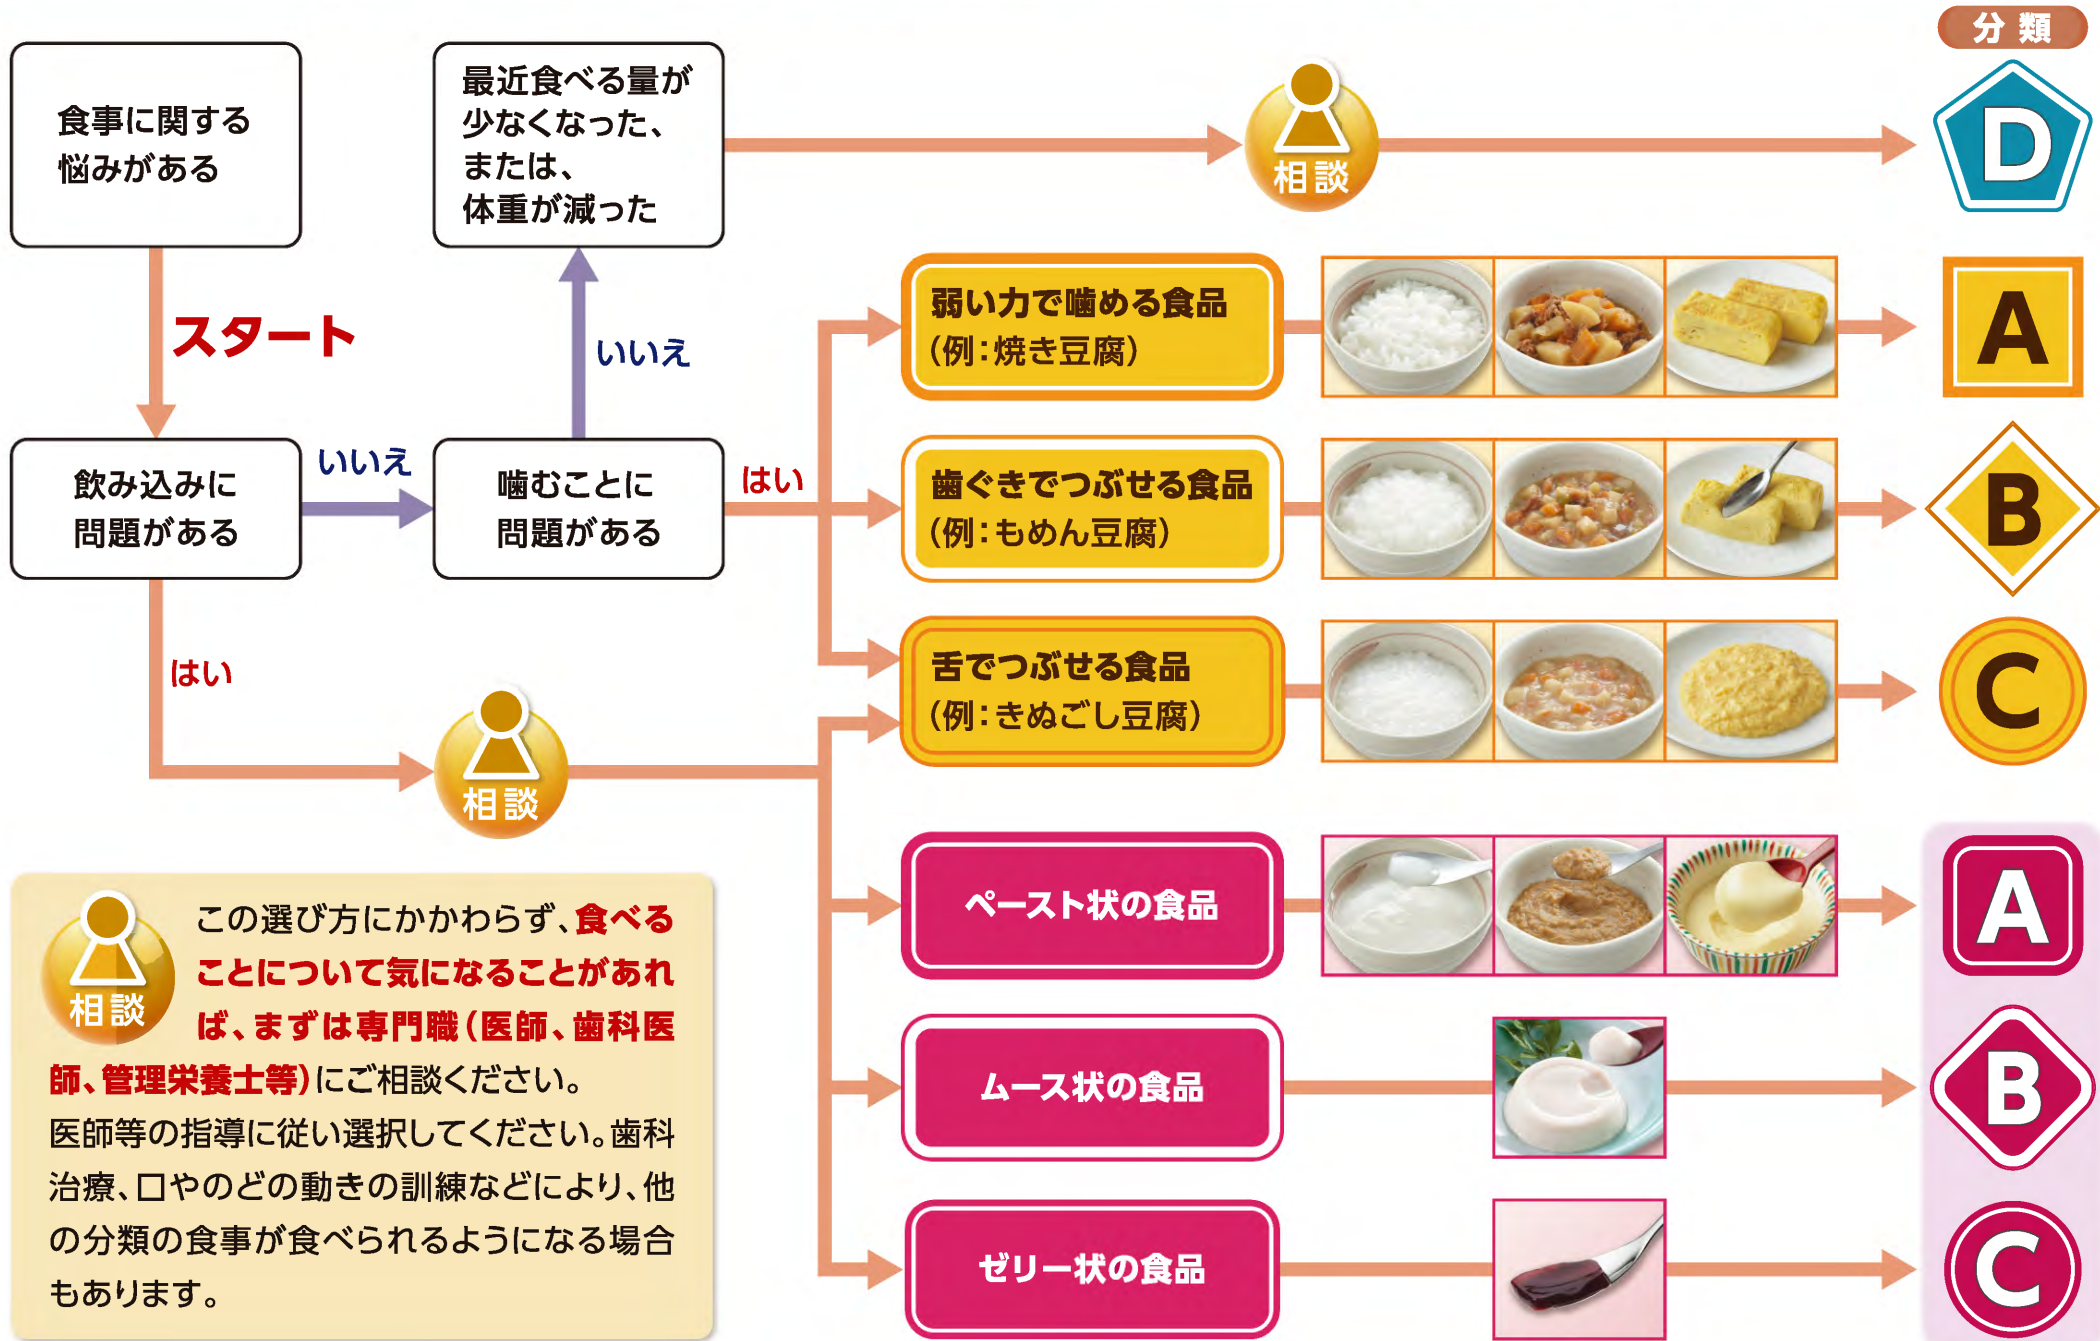 分類
食事に関する
悩みがある
最近食べる量が
少なくなった、
または、
体重が減った
相談
D
スタート
いいえ
弱い力で噛める食品
(例：焼き豆腐)
A
飲み込みに
問題がある
いいえ
噛むことに
問題がある
はい
歯ぐきでつぶせる食品
(例：もめん豆腐)
B
はい
舌でつぶせる食品
(例：きぬごし豆腐)
C
相談
ペースト状の食品
A
ムース状の食品
B
ゼリー状の食品
C
相談
この選び方にかかわらず、食べる
ことについて気になることがあれ
ば、まずは専門職(医師、歯科医
師、管理栄養士等)にご相談ください。
医師等の指導に従い選択してください。歯科
治療、口やのどの動きの訓練などにより、他
の分類の食事が食べられるようになる場合
もあります。